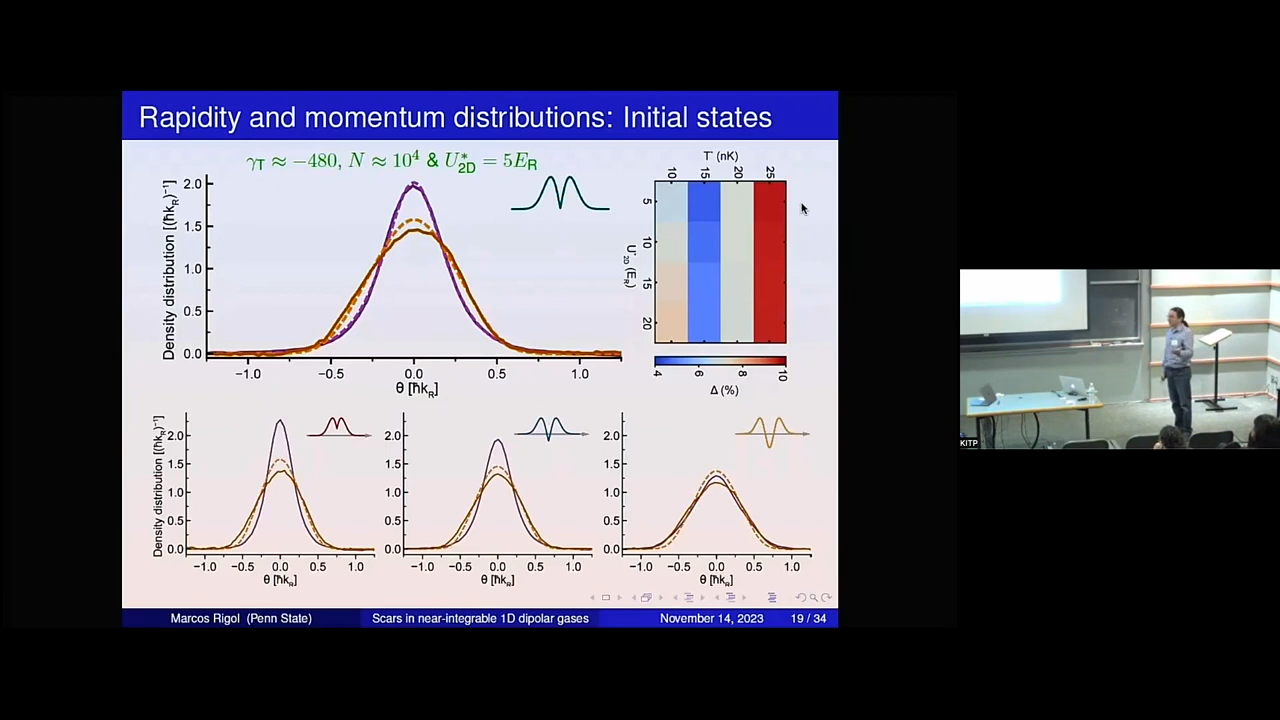 Rapidity and momentum distributions: Initial states
γT ≈ −480, N ≈ 10⁴ & U*2D = 5ER
Density distribution [(ħkR)⁻¹]
2.0
1.5
1.0
0.5
0.0
−1.0 −0.5 0.0 0.5 1.0
θ [ħkR]
T* (nK)
10 15 20 25
U*2D (ER)
5
10
15
20
4 6 8 10
Δ (%)
Density distribution [(ħkR)⁻¹]
2.0
1.5
1.0
0.5
0.0
−1.0 −0.5 0.0 0.5 1.0
θ [ħkR]
2.0
1.5
1.0
0.5
0.0
−1.0 −0.5 0.0 0.5 1.0
θ [ħkR]
2.0
1.5
1.0
0.5
0.0
−1.0 −0.5 0.0 0.5 1.0
θ [ħkR]
Marcos Rigol (Penn State) Scars in near-integrable 1D dipolar gases November 14, 2023 19 / 34
KITP